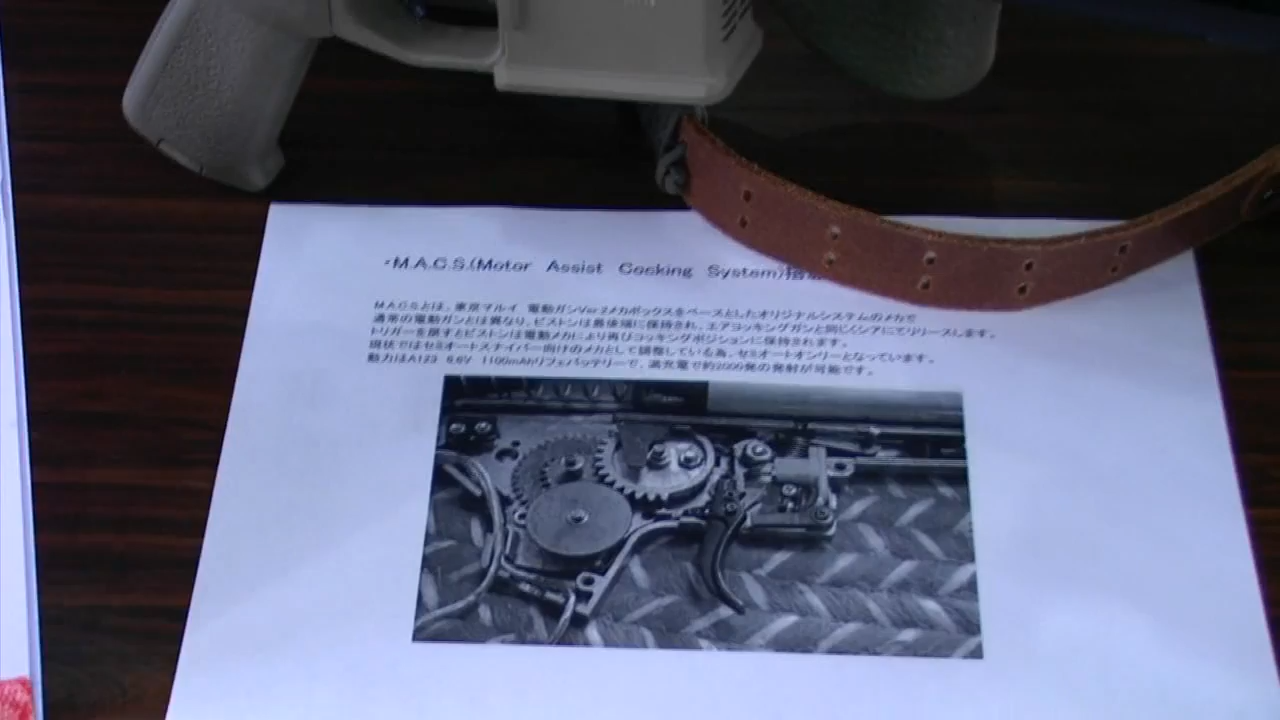 ・M.A.C.S.(Motor Assist Cocking System)搭載
M.A.C.Sとは、東京マルイ 電動ガンVer.2メカボックスをベースとしたオリジナルシステムのメカで
通常の電動ガンとは異なり、ピストンは最後端に保持され、エアコッキングガンと同じくシアにてリリースします。
トリガーを戻すとピストンは電動メカにより再びコッキングポジションに保持されます。
現状ではセミオートスナイパー向けのメカとして調整している為、セミオートオンリーとなっています。
動力はA123 6.6V 1100mAhリフェバッテリーで、満充電で約2000発の発射が可能です。